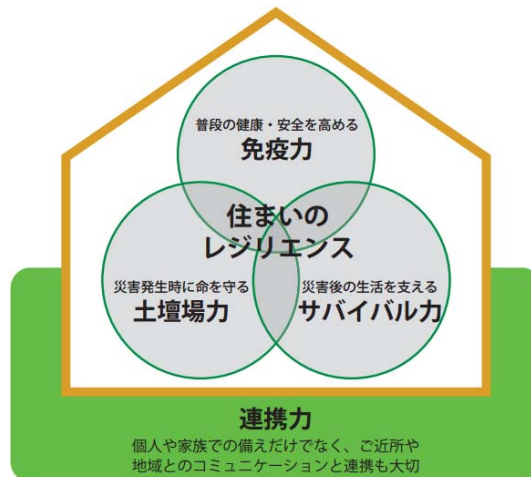 普段の健康・安全を高める
免疫力
住まいの
レジリエンス
災害発生時に命を守る
土壇場力
災害後の生活を支える
サバイバル力
連携力
個人や家族での備えだけでなく、ご近所や
地域とのコミュニケーションと連携も大切